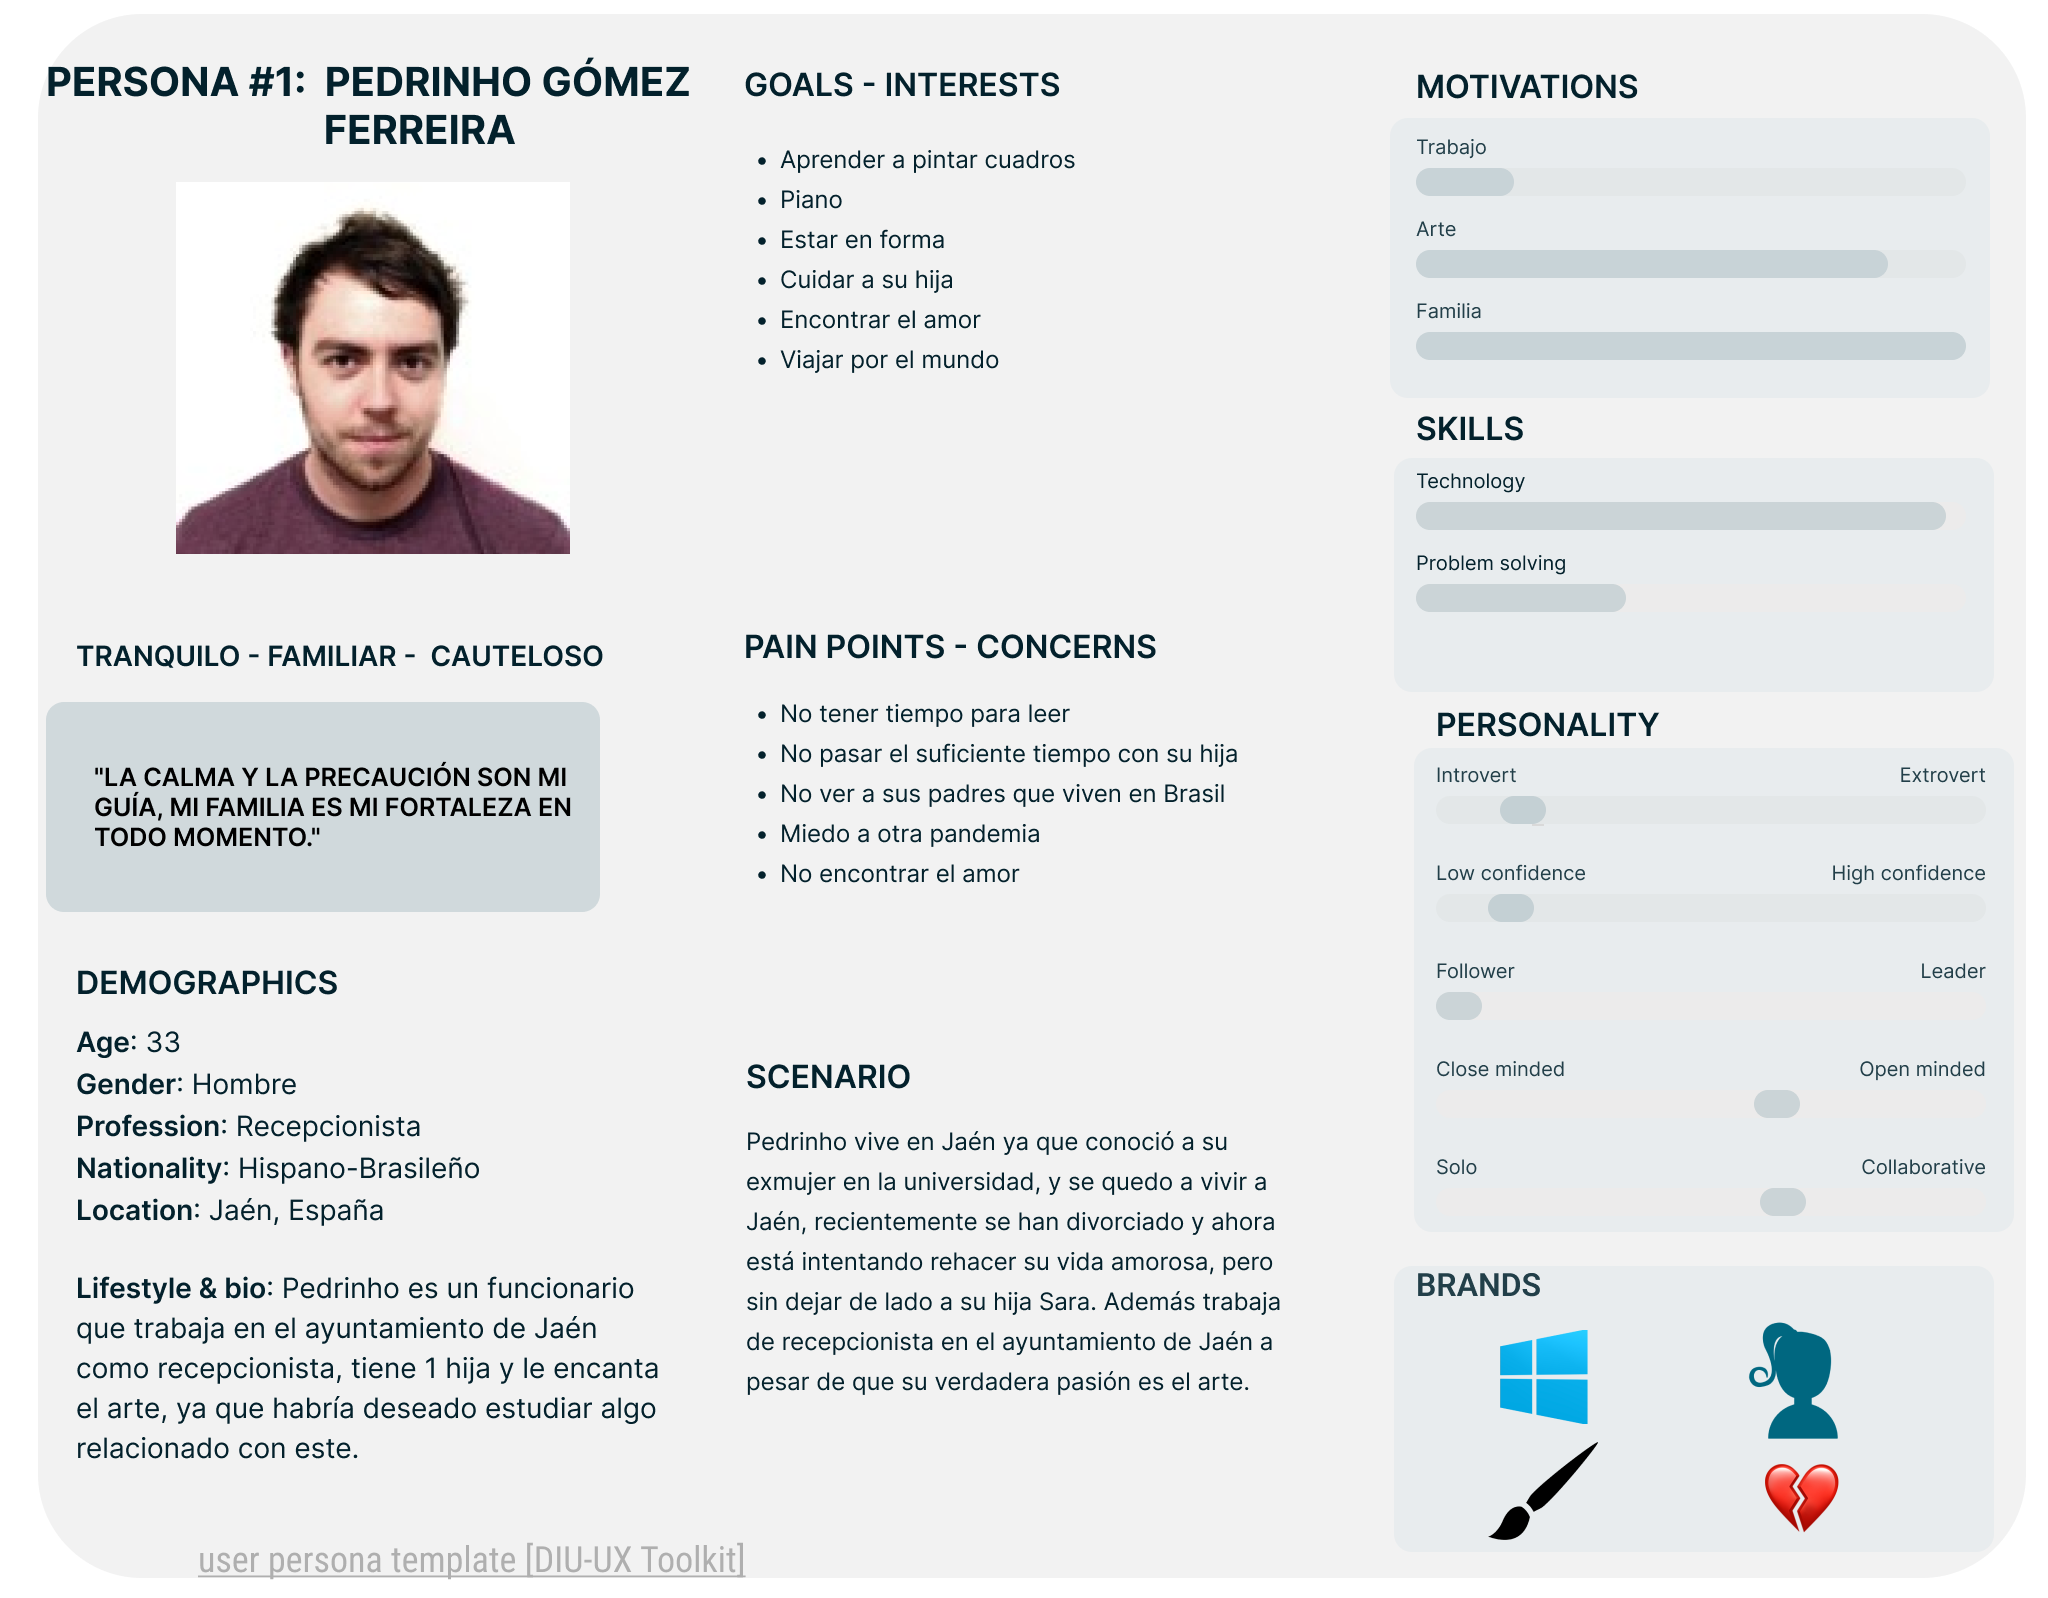 PERSONA #1: PEDRINHO GÓMEZ
FERREIRA
TRANQUILO - FAMILIAR - CAUTELOSO
"LA CALMA Y LA PRECAUCIÓN SON MI
GUÍA, MI FAMILIA ES MI FORTALEZA EN
TODO MOMENTO."
DEMOGRAPHICS
Age: 33
Gender: Hombre
Profession: Recepcionista
Nationality: Hispano-Brasileño
Location: Jaén, España
Lifestyle & bio: Pedrinho es un funcionario
que trabaja en el ayuntamiento de Jaén
como recepcionista, tiene 1 hija y le encanta
el arte, ya que habría deseado estudiar algo
relacionado con este.
user persona template [DIU-UX Toolkit]
GOALS - INTERESTS
• Aprender a pintar cuadros
• Piano
• Estar en forma
• Cuidar a su hija
• Encontrar el amor
• Viajar por el mundo
PAIN POINTS - CONCERNS
• No tener tiempo para leer
• No pasar el suficiente tiempo con su hija
• No ver a sus padres que viven en Brasil
• Miedo a otra pandemia
• No encontrar el amor
SCENARIO
Pedrinho vive en Jaén ya que conoció a su
exmujer en la universidad, y se quedo a vivir a
Jaén, recientemente se han divorciado y ahora
está intentando rehacer su vida amorosa, pero
sin dejar de lado a su hija Sara. Además trabaja
de recepcionista en el ayuntamiento de Jaén a
pesar de que su verdadera pasión es el arte.
MOTIVATIONS
Trabajo
Arte
Familia
SKILLS
Technology
Problem solving
PERSONALITY
Introvert Extrovert
Low confidence High confidence
Follower Leader
Close minded Open minded
Solo Collaborative
BRANDS